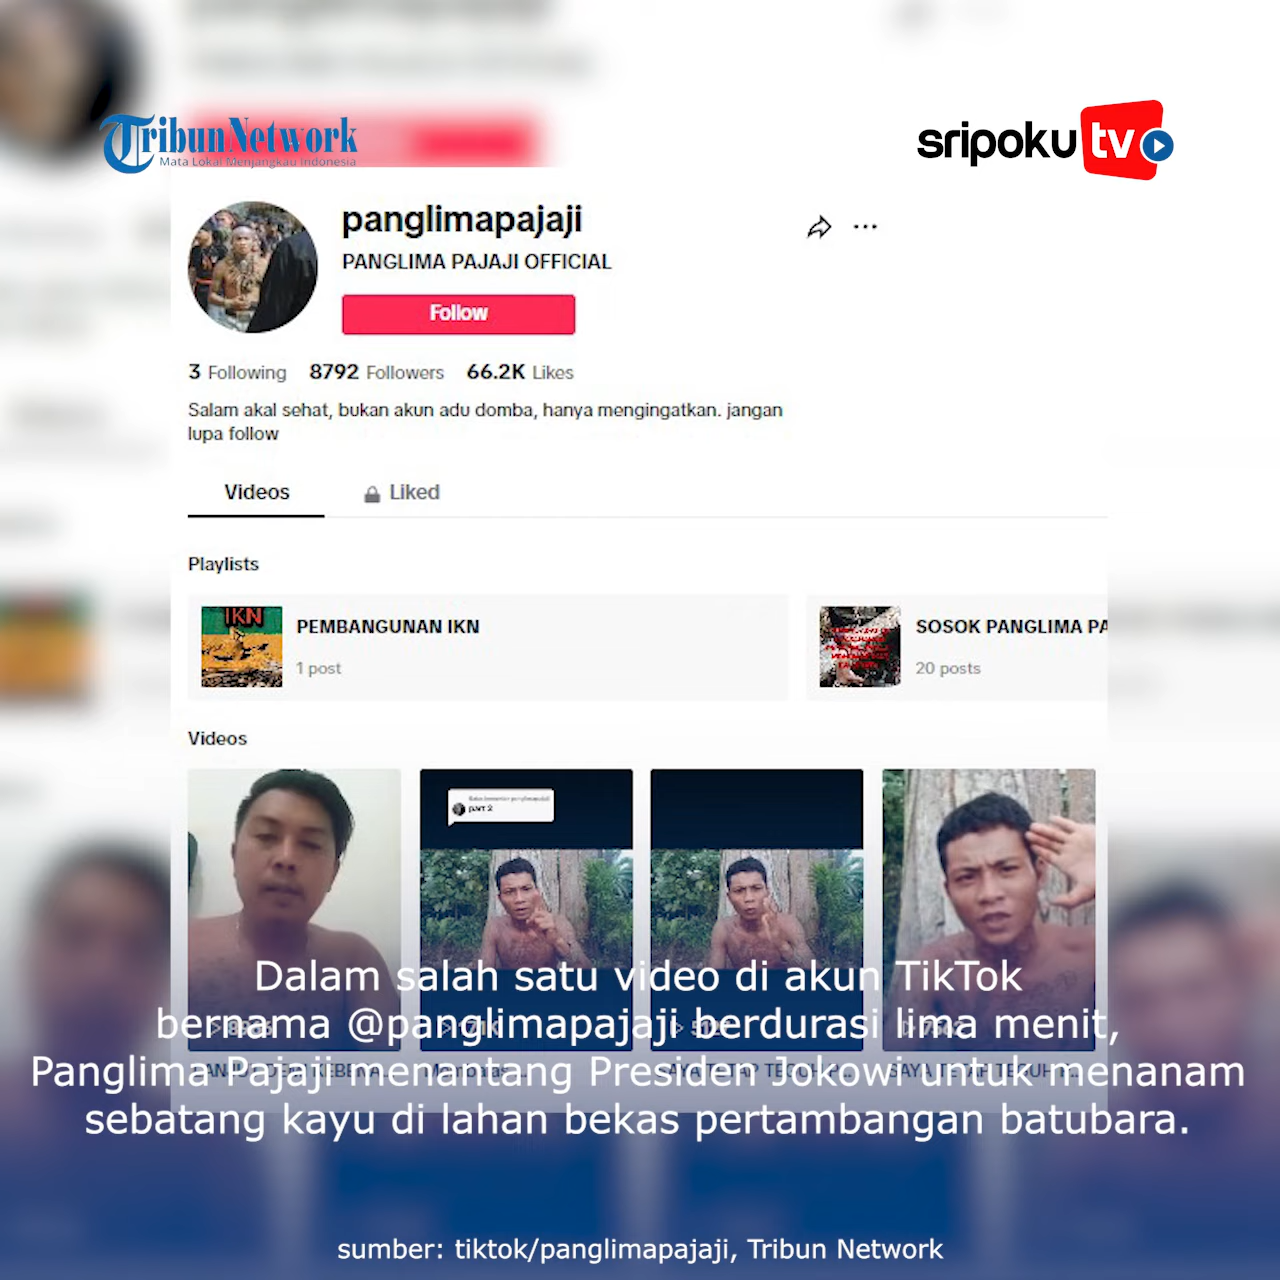 TribunNetwork
Mata Lokal Menjangkau Indonesia
sripoku tv
panglimapajaji
PANGLIMA PAJAJI OFFICIAL
Follow
3 Following 8792 Followers 66.2K Likes
Salam akal sehat, bukan akun adu domba, hanya mengingatkan. jangan
lupa follow
Videos Liked
Playlists
IKN
PEMBANGUNAN IKN
1 post
SOSOK PANGLIMA PA
20 posts
Videos
part 2
Dalam salah satu video di akun TikTok
bernama @panglimapajaji berdurasi lima menit,
Panglima Pajaji menantang Presiden Jokowi untuk menanam
sebatang kayu di lahan bekas pertambangan batubara.
sumber: tiktok/panglimapajaji, Tribun Network